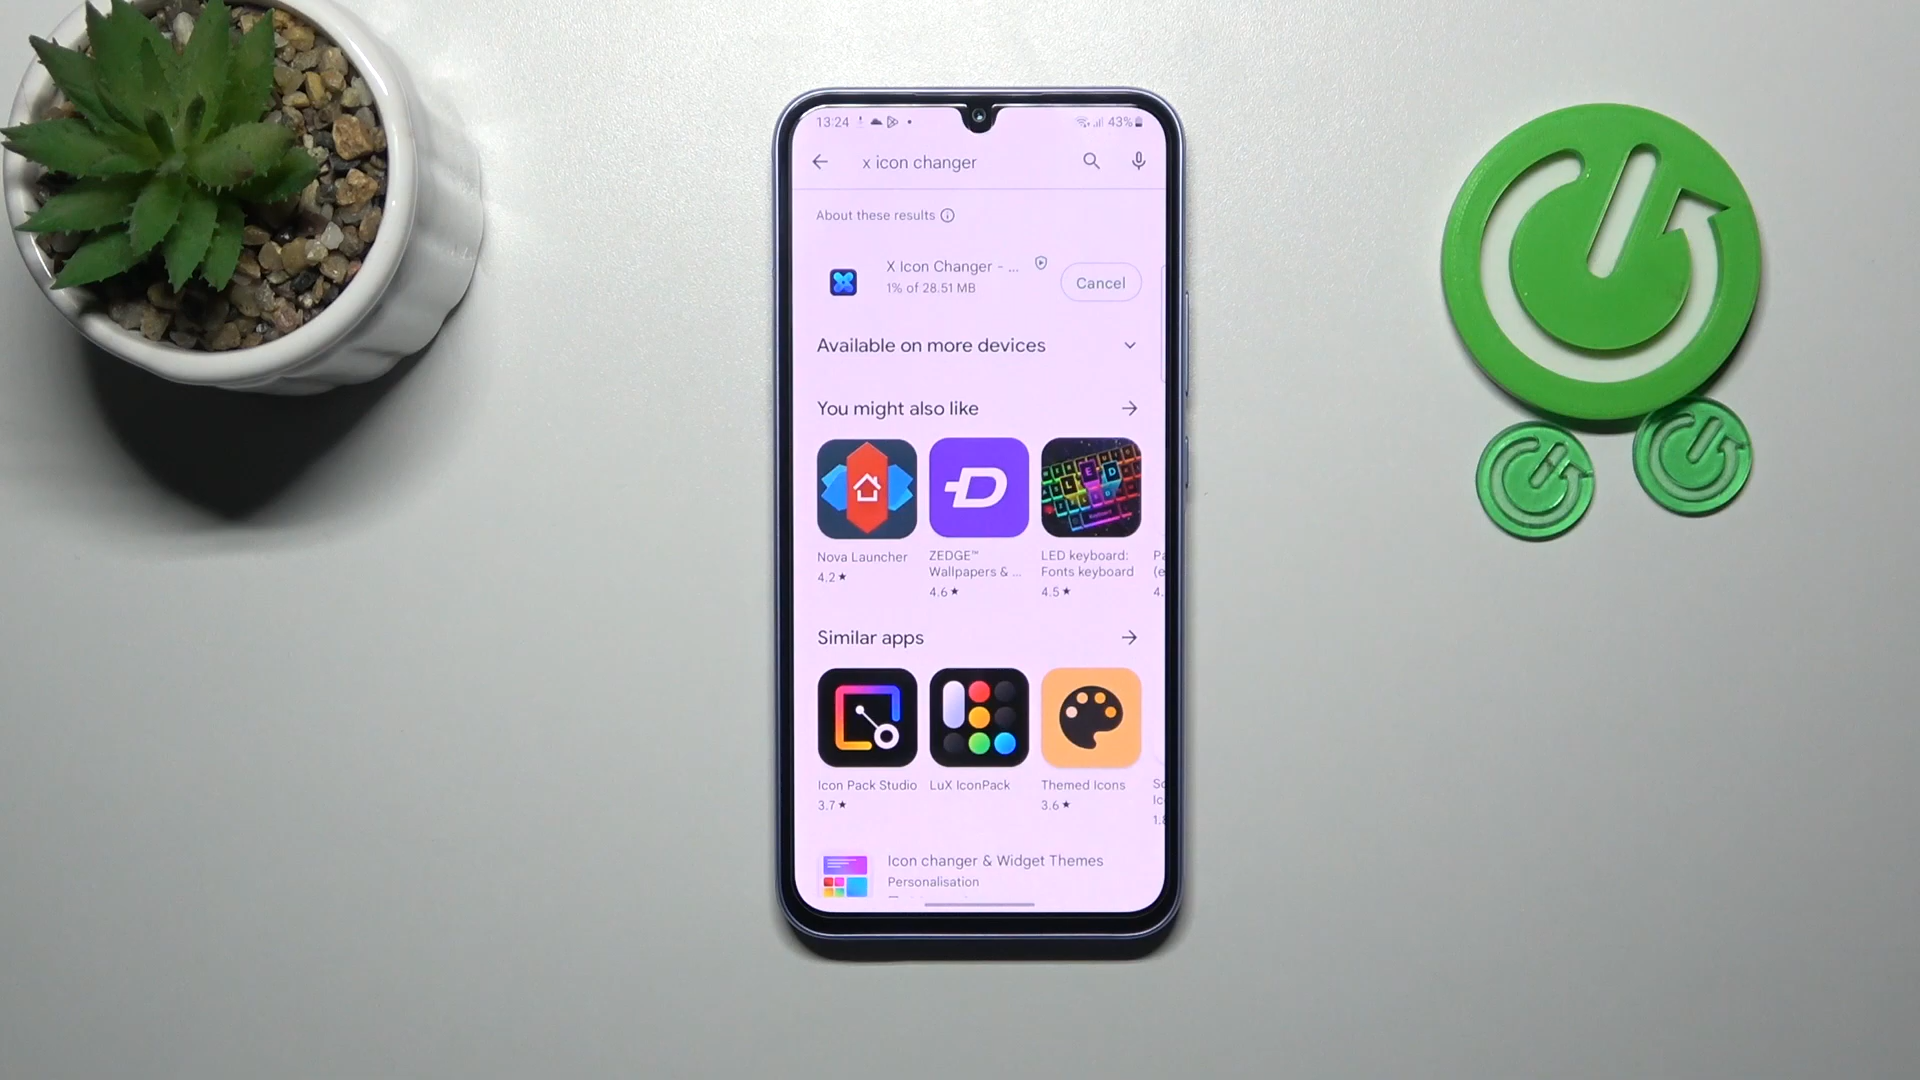 13:24
43%
x icon changer
About these results
X Icon Changer - ...
1% of 28.51 MB
Cancel
Available on more devices
You might also like
Nova Launcher
4.2 ★
ZEDGE™
Wallpapers & ...
4.6 ★
LED keyboard:
Fonts keyboard
4.5 ★
Similar apps
Icon Pack Studio
3.7 ★
LuX IconPack
Themed Icons
3.6 ★
Icon changer & Widget Themes
Personalisation